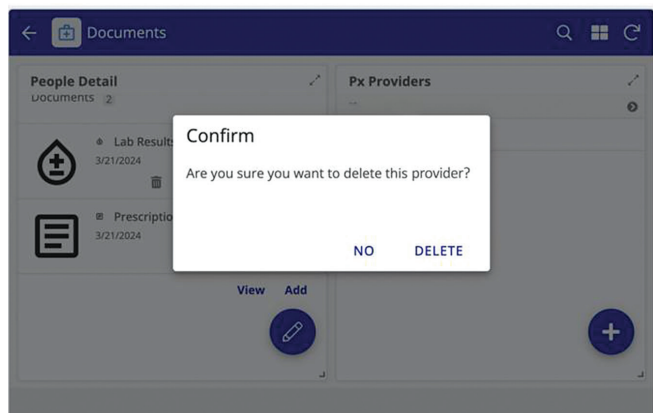 Documents
People Detail
Documents 2
Lab Results
3/21/2024
Prescriptio
3/21/2024
View Add
Px Providers
--
Confirm
Are you sure you want to delete this provider?
NO DELETE